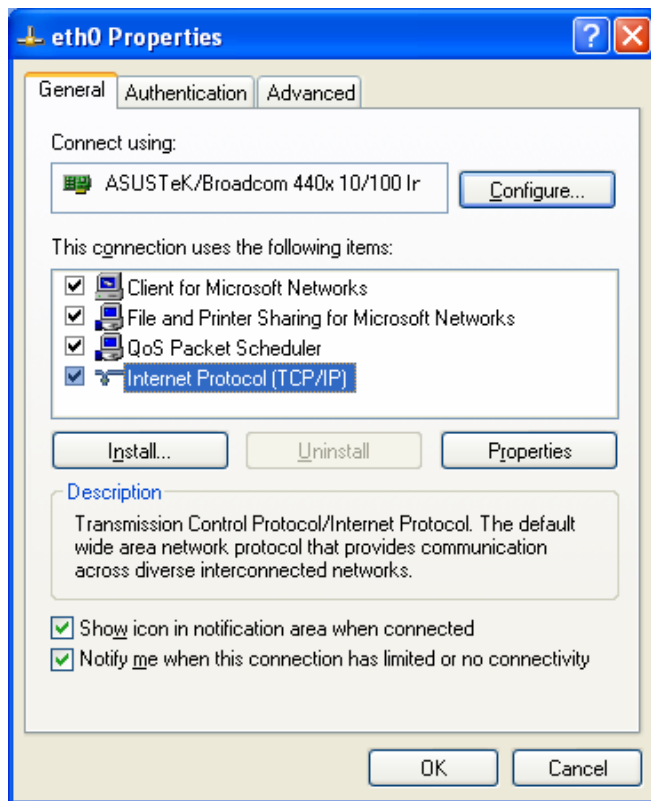 eth0 Properties
General Authentication Advanced
Connect using:
ASUSTeK/Broadcom 440x 10/100 In
Configure...
This connection uses the following items:
Client for Microsoft Networks
File and Printer Sharing for Microsoft Networks
QoS Packet Scheduler
Internet Protocol (TCP/IP)
Install... Uninstall Properties
Description
Transmission Control Protocol/Internet Protocol. The default
wide area network protocol that provides communication
across diverse interconnected networks.
Show icon in notification area when connected
Notify me when this connection has limited or no connectivity
OK Cancel